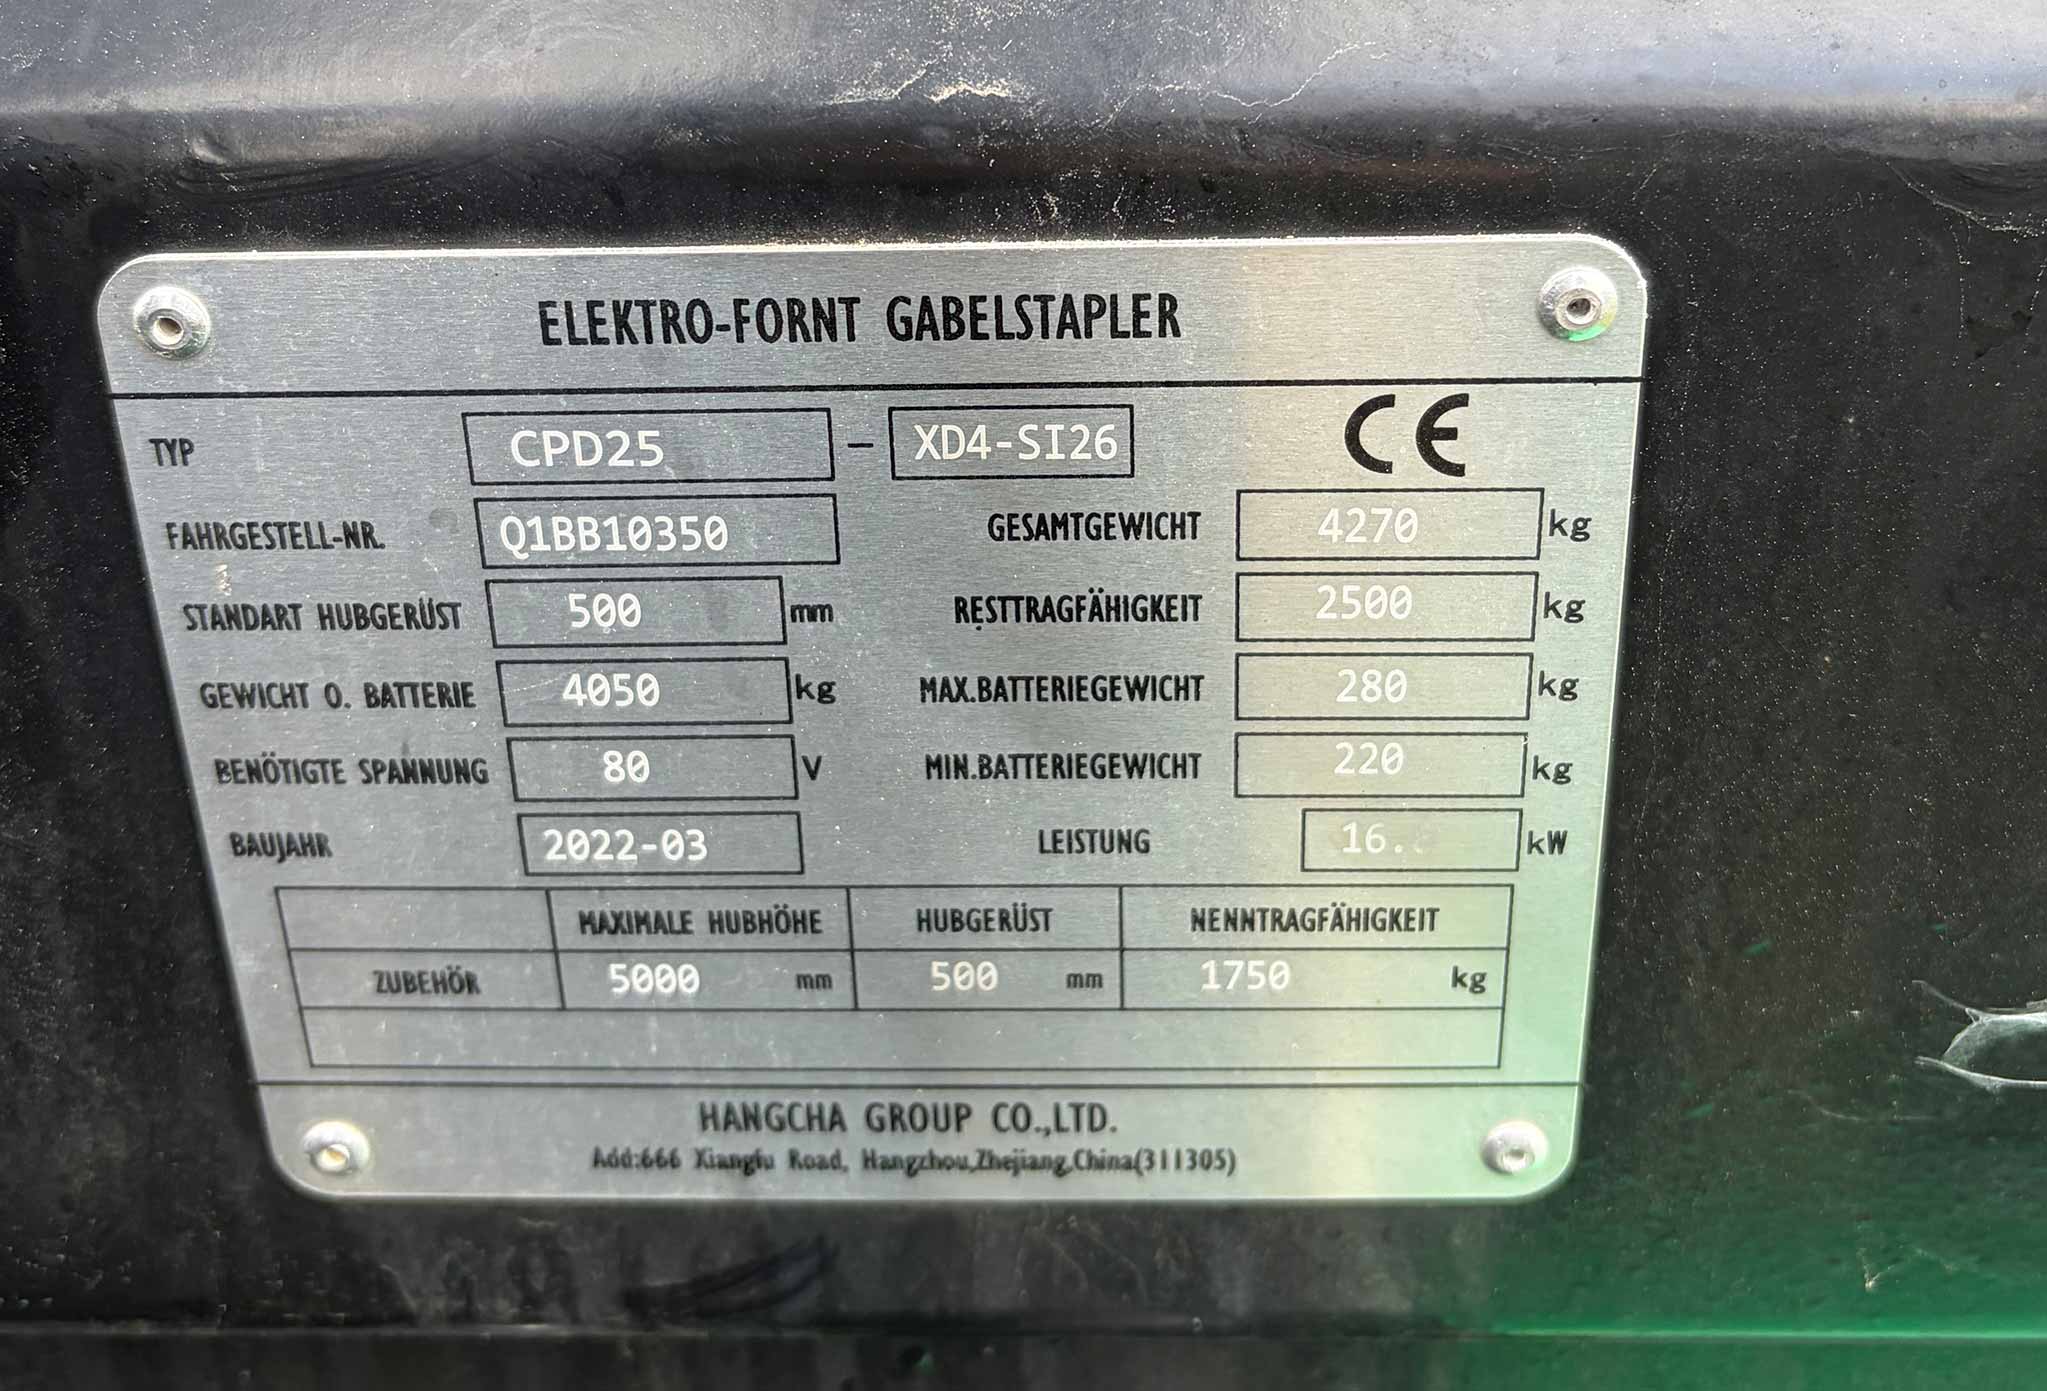 ELEKTRO-FORNT GABELSTAPLER
TYP CPD25 - XD4-SI26 CE
FAHRGESTELL-NR. Q1BB10350 GESAMTGEWICHT 4270 kg
STANDART HUBGERÜST 500 mm RESTTRAGFÄHIGKEIT 2500 kg
GEWICHT O. BATTERIE 4050 kg MAX.BATTERIEGEWICHT 280 kg
BENÖTIGTE SPANNUNG 80 V MIN.BATTERIEGEWICHT 220 kg
BAUJAHR 2022-03 LEISTUNG kW
MAXIMALE HUBHÖHE HUBGERÜST NENNTRAGFÄHIGKEIT
ZUBEHÖR 5000 mm 500 mm 1750 kg
HANGCHA GROUP CO.,LTD.
Add:666 Xiangfu Road, Hangzhou,Zhejiang,China(311305)